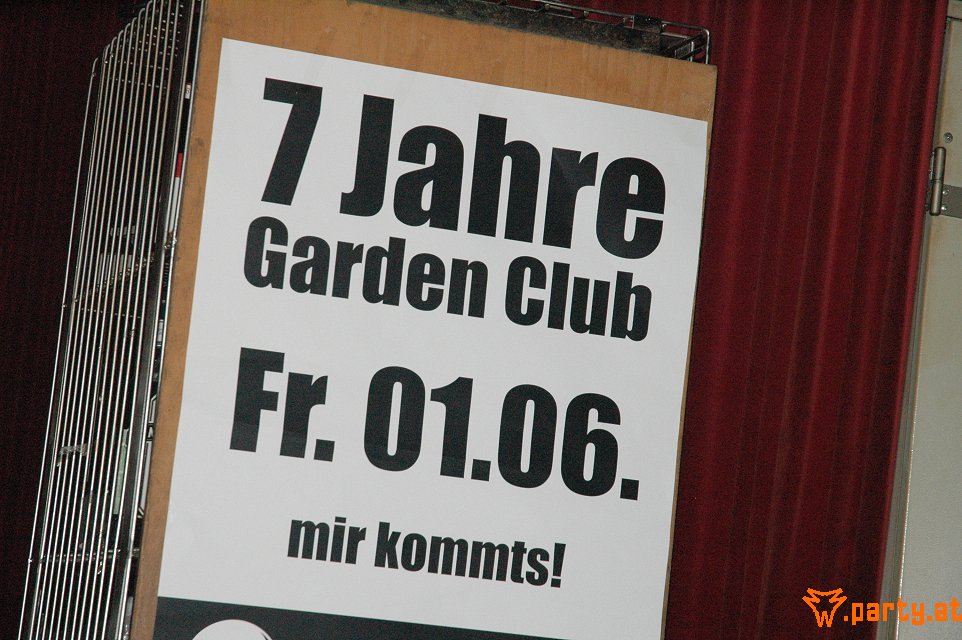 7 Jahre
Garden Club
Fr. 01.06.
mir kommts!
w.party.at